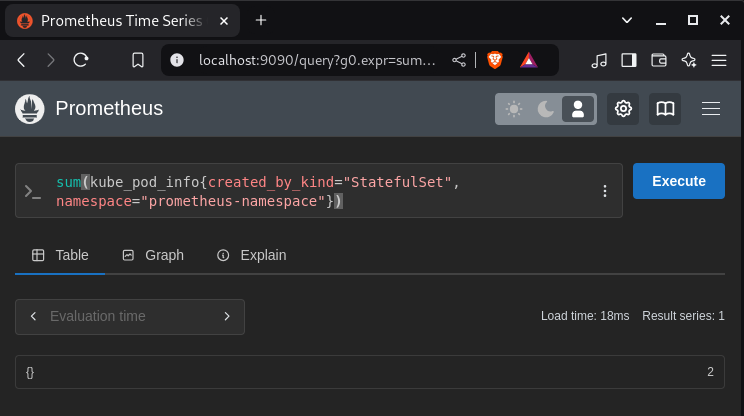 Prometheus Time Series
localhost:9090/query?g0.expr=sum...
Prometheus
sum(kube_pod_info{created_by_kind="StatefulSet",
namespace="prometheus-namespace"})
Execute
Table Graph Explain
Evaluation time
Load time: 18ms Result series: 1
{} 2